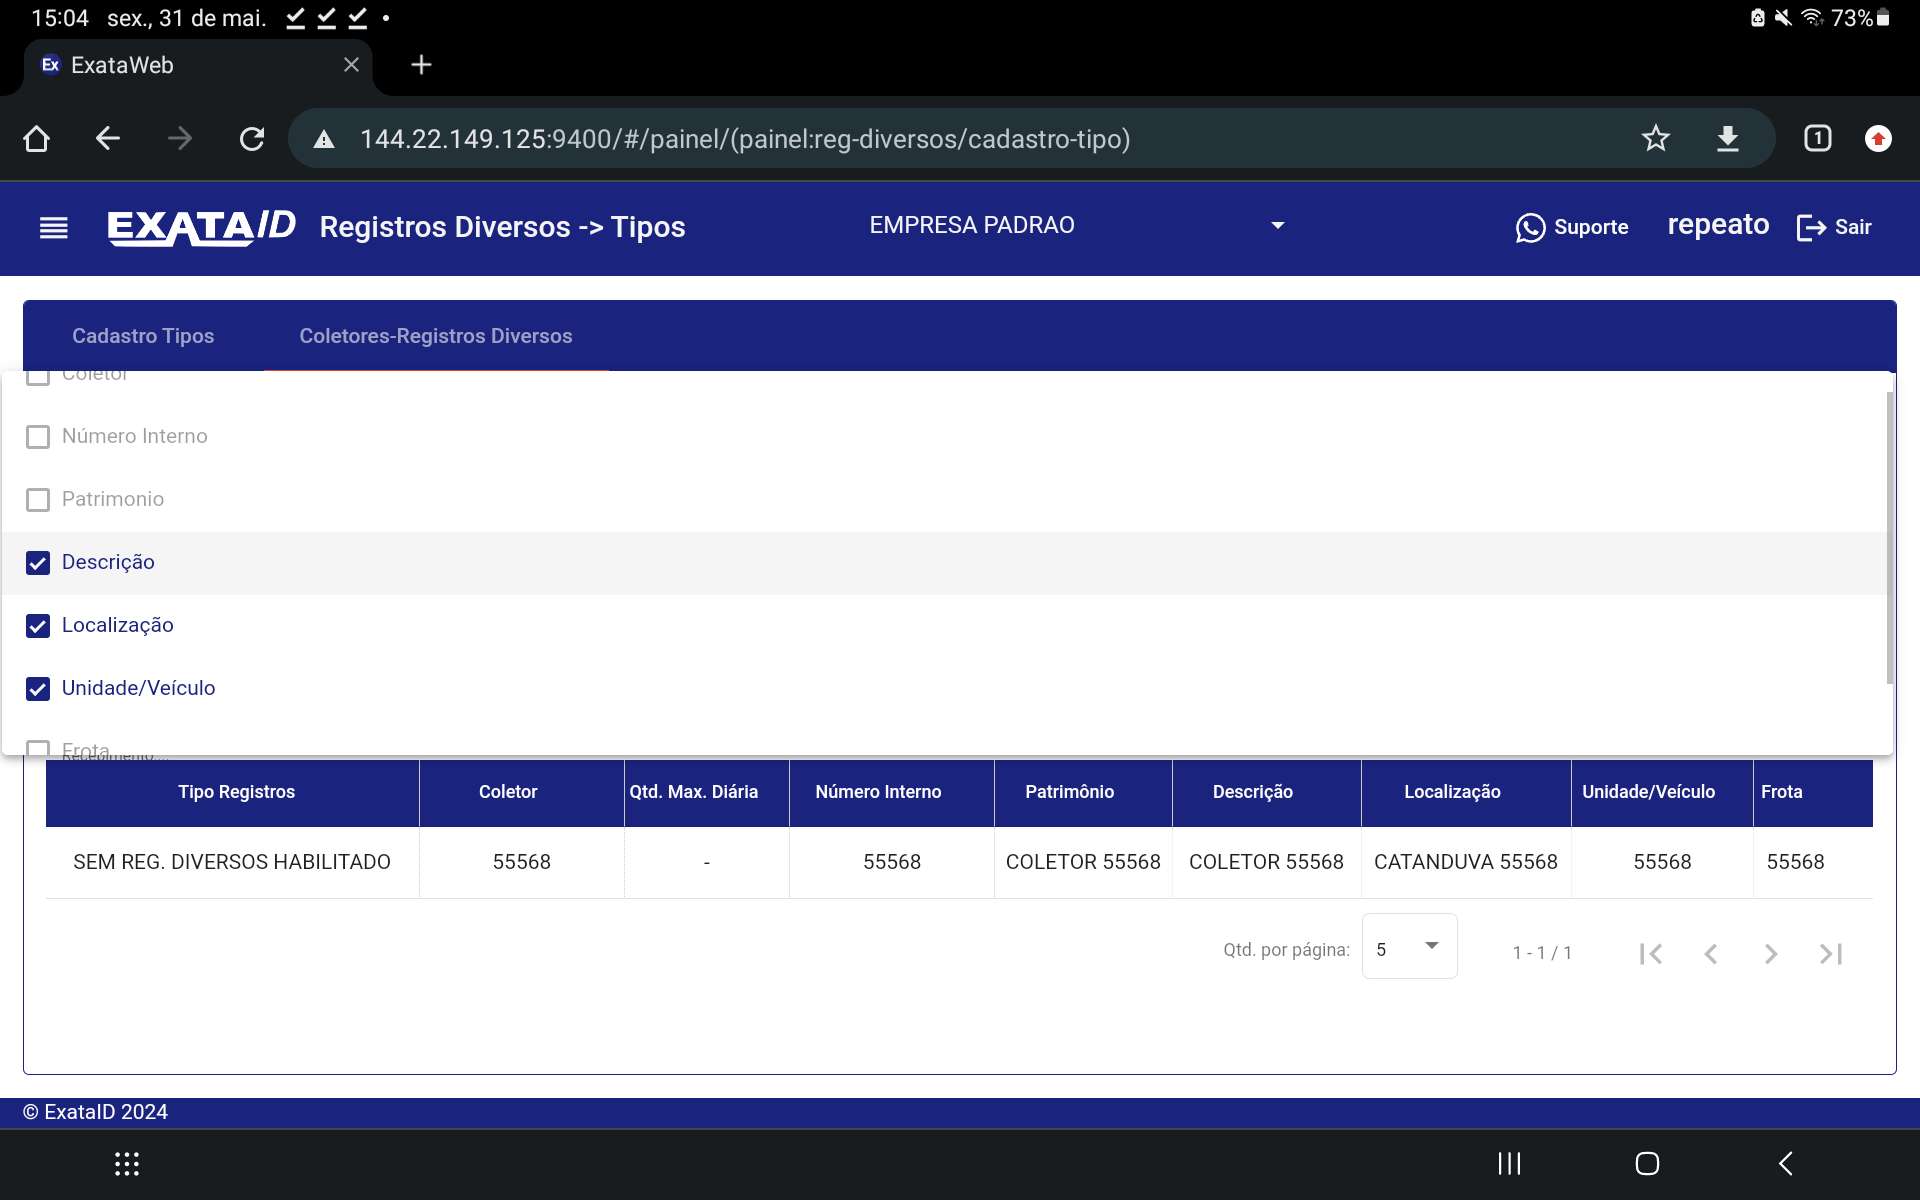 15:04 sex., 31 de mai.
73%
Ex ExataWeb
144.22.149.125:9400/#/painel/(painel:reg-diversos/cadastro-tipo)
1
EXATAID Registros Diversos -> Tipos EMPRESA PADRAO Suporte repeato Sair
Cadastro Tipos Coletores-Registros Diversos
Coletor
Número Interno
Patrimonio
Descrição
Localização
Unidade/Veículo
Frota
Recebimento...
Tipo Registros Coletor Qtd. Max. Diária Número Interno Patrimônio Descrição Localização Unidade/Veículo Frota
SEM REG. DIVERSOS HABILITADO 55568 - 55568 COLETOR 55568 COLETOR 55568 CATANDUVA 55568 55568 55568
Qtd. por página: 5 1 - 1 / 1
© ExataID 2024